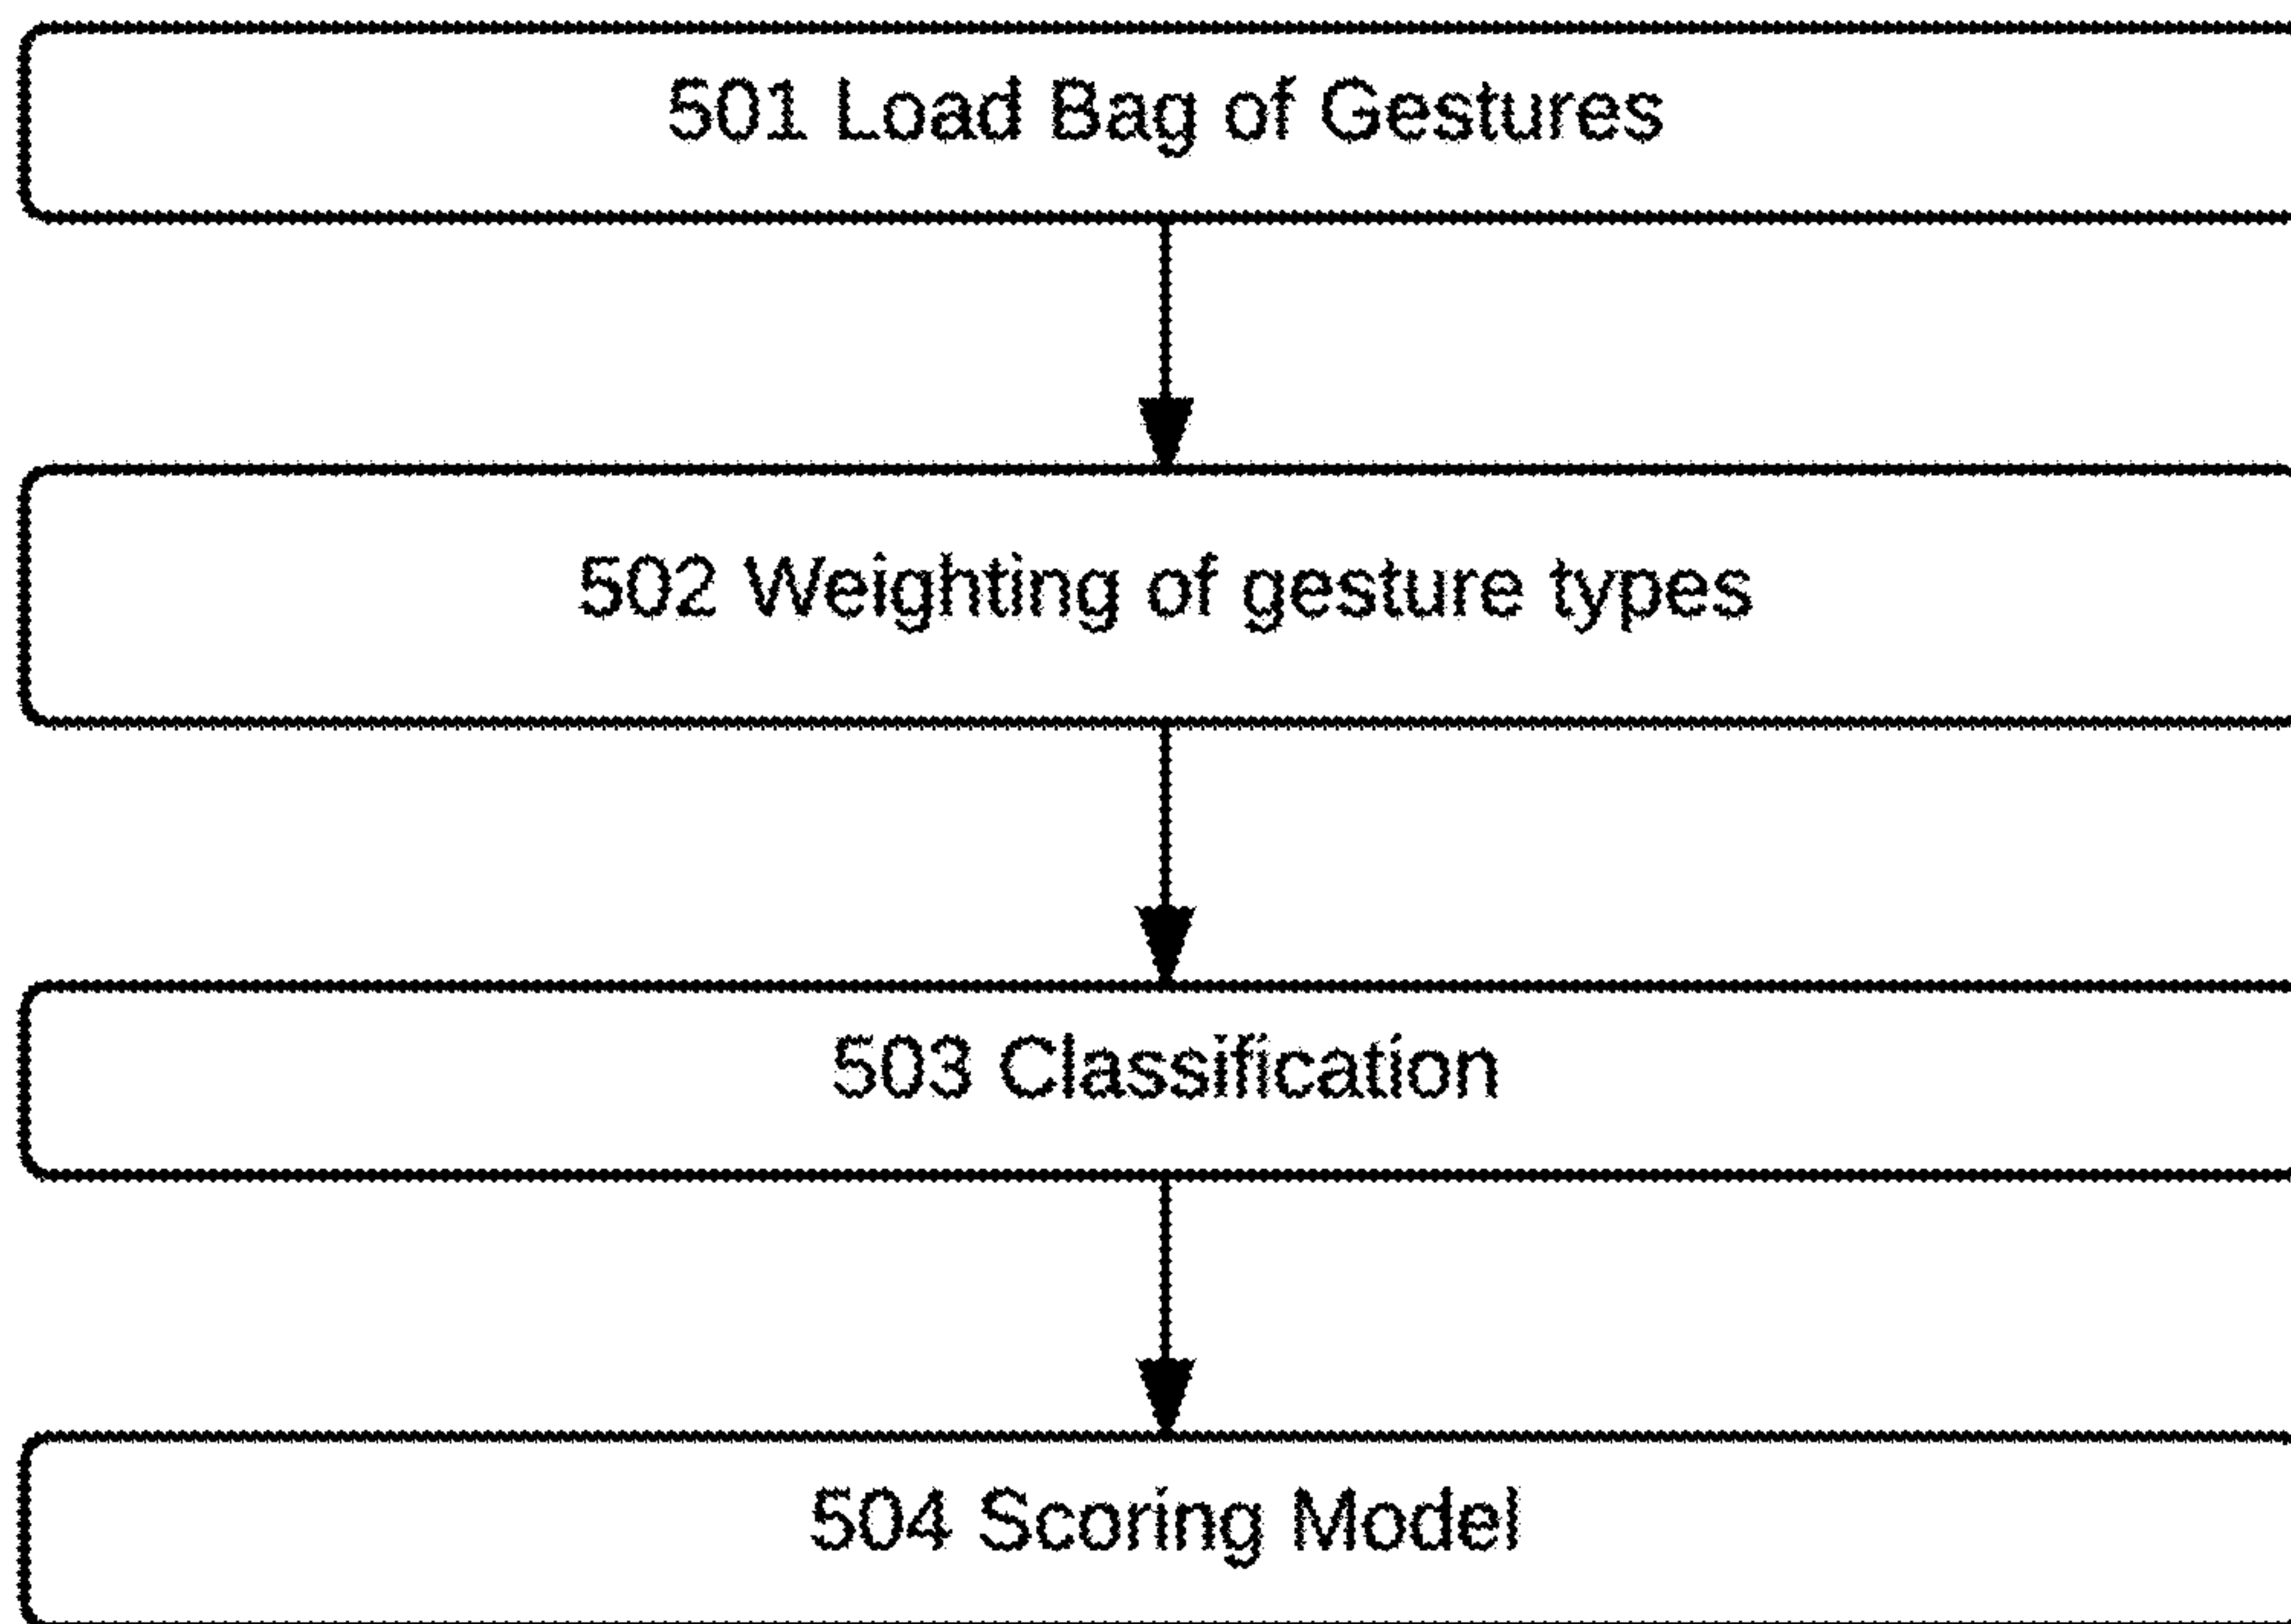 501 Load Bag of Gestures
502 Weighting of gesture types
503 Classification
504 Scoring Model